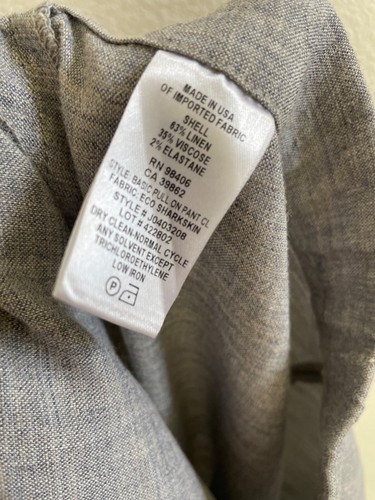 MADE IN USA
OF IMPORTED FABRIC
SHELL
63% LINEN
35% VISCOSE
2% ELASTANE
RN 98406
CA 39862
STYLE: BASIC PULL ON PANT CL
FABRIC: ECO SHARKSKIN
STYLE # J0403208
LOT # 422802
DRY CLEAN-NORMAL CYCLE
ANY SOLVENT EXCEPT
TRICHLOROETHYLENE
LOW IRON
P